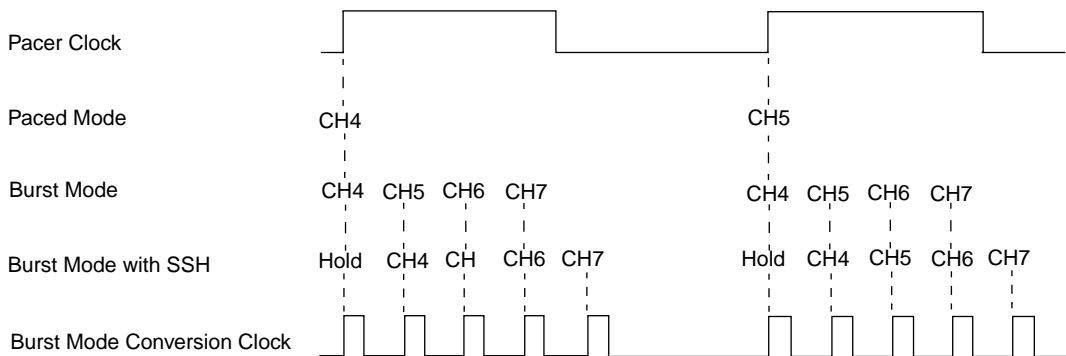 Pacer Clock
Paced Mode CH4 CH5
Burst Mode CH4 CH5 CH6 CH7 CH4 CH5 CH6 CH7
Burst Mode with SSH Hold CH4 CH CH6 CH7 Hold CH4 CH5 CH6 CH7
Burst Mode Conversion Clock